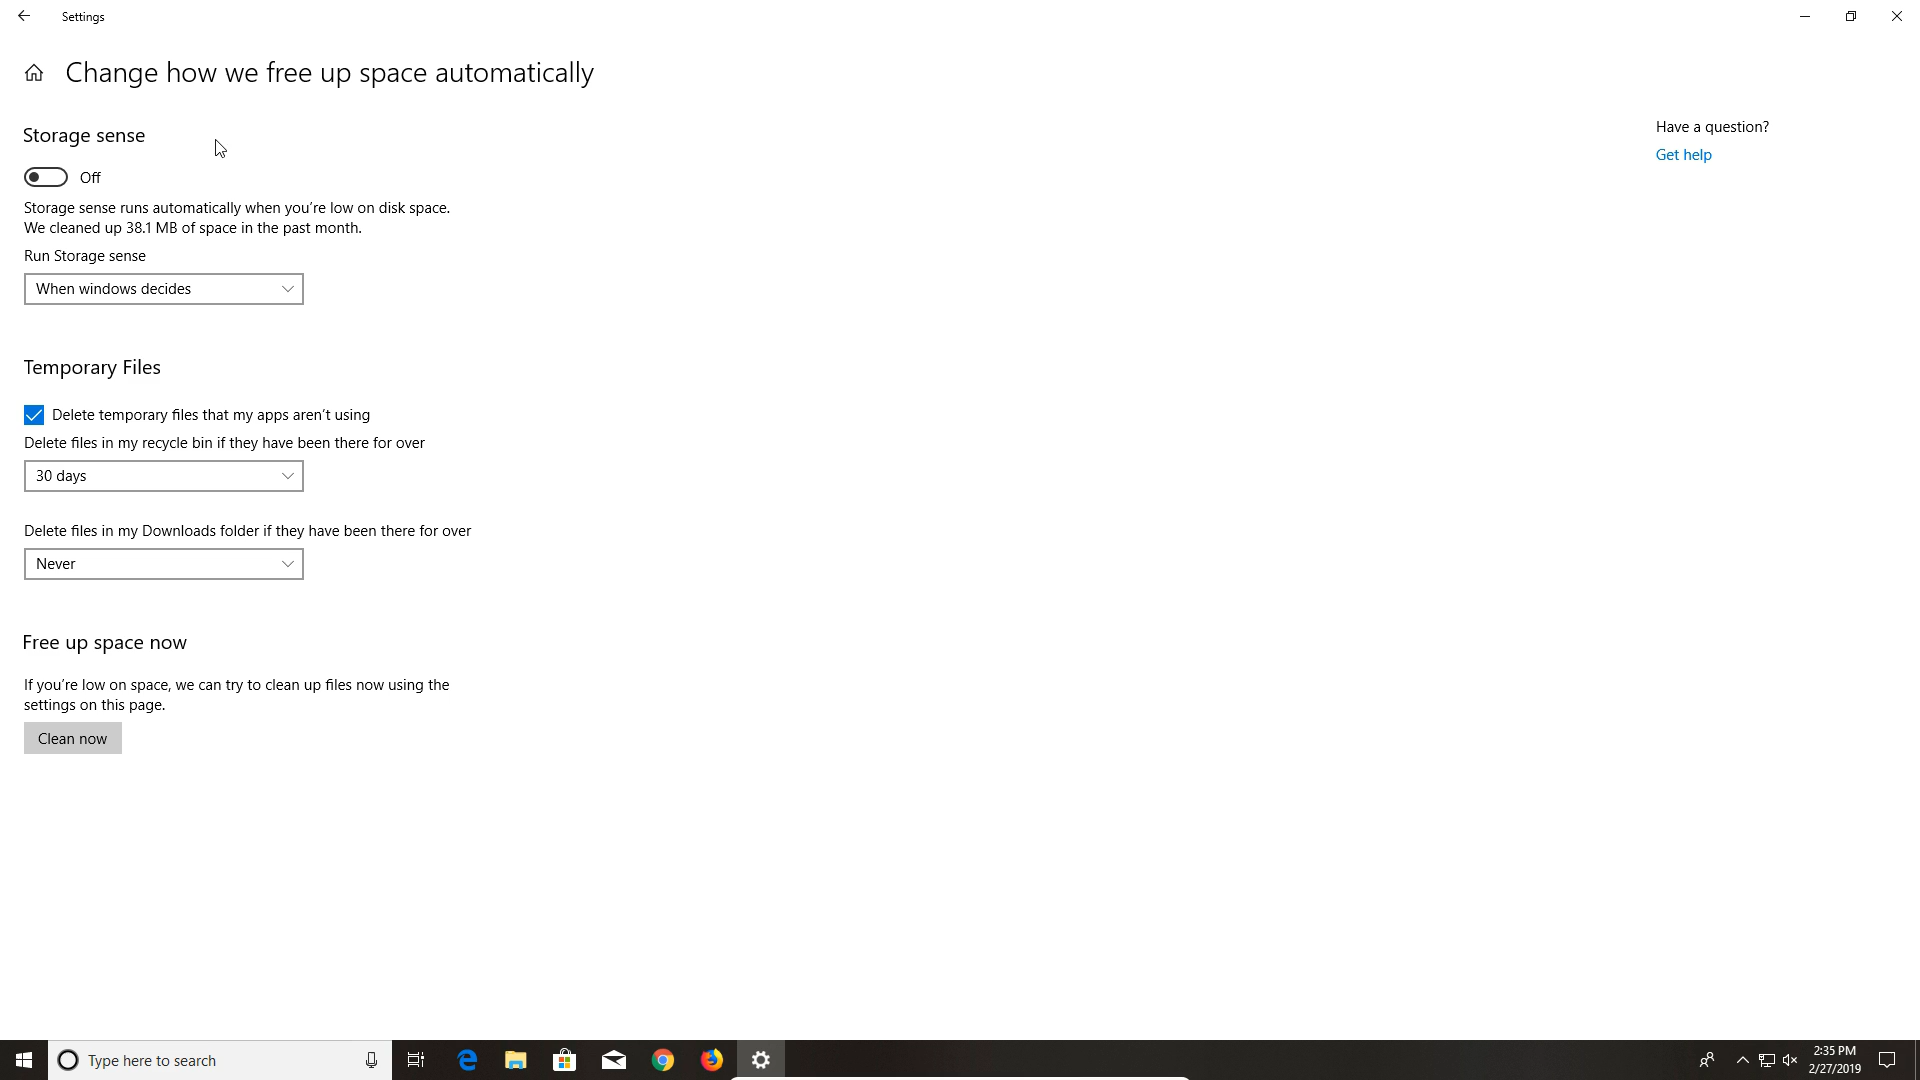 Settings
Change how we free up space automatically
Storage sense
Off
Storage sense runs automatically when you're low on disk space.
We cleaned up 38.1 MB of space in the past month.
Run Storage sense
When windows decides
Temporary Files
Delete temporary files that my apps aren't using
Delete files in my recycle bin if they have been there for over
30 days
Delete files in my Downloads folder if they have been there for over
Never
Free up space now
If you're low on space, we can try to clean up files now using the
settings on this page.
Clean now
Have a question?
Get help
Type here to search
2:35 PM
2/27/2019